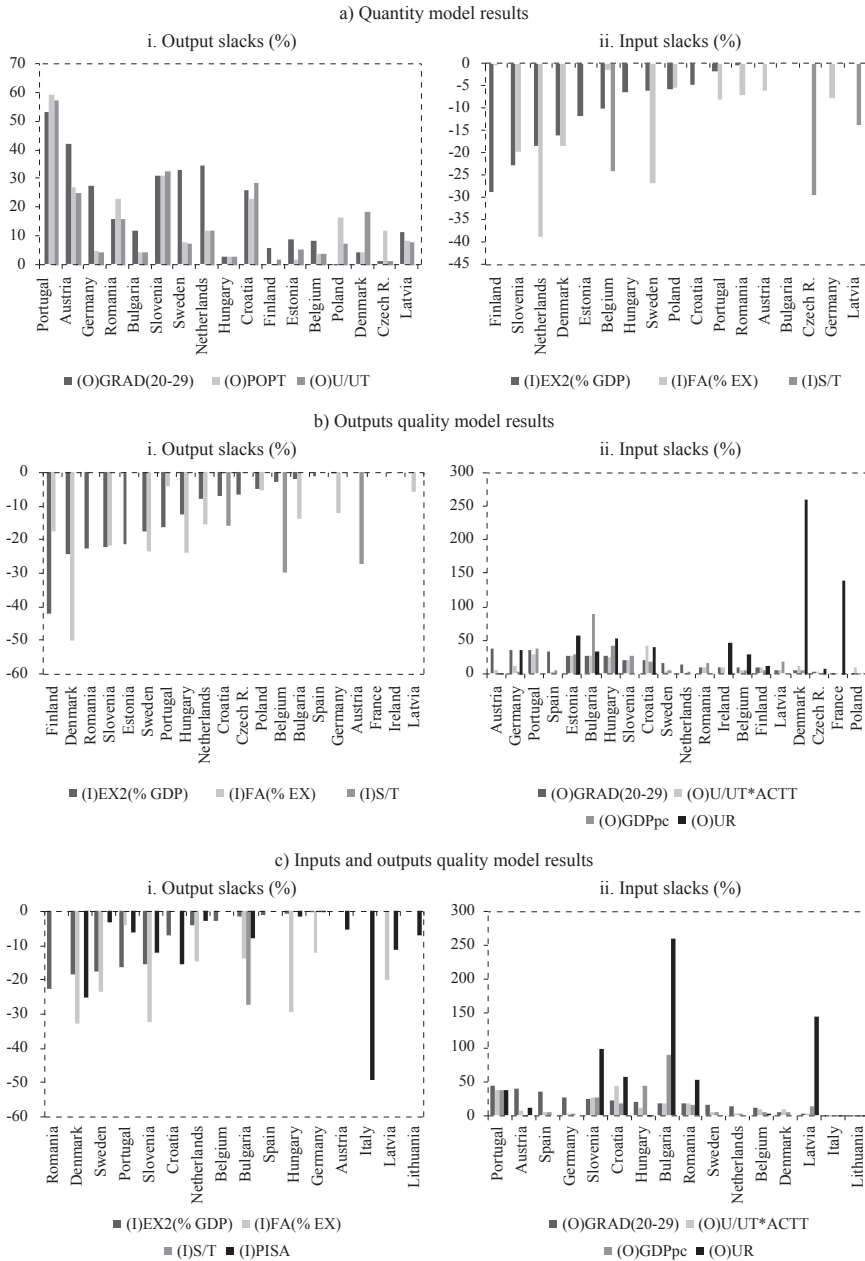 a) Quantity model results
i. Output slacks (%)
70
60
50
40
30
20
10
0
Portugal
Austria
Germany
Romania
Bulgaria
Slovenia
Sweden
Netherlands
Hungary
Croatia
Finland
Estonia
Belgium
Poland
Denmark
Czech R.
Latvia
(O)GRAD(20-29) (O)POPT (O)U/UT
ii. Input slacks (%)
0
-5
-10
-15
-20
-25
-30
-35
-40
-45
Finland
Slovenia
Netherlands
Denmark
Estonia
Belgium
Hungary
Sweden
Poland
Croatia
Portugal
Romania
Austria
Bulgaria
Czech R.
Germany
Latvia
(I)EX2(% GDP) (I)FA(% EX) (I)S/T
b) Outputs quality model results
i. Output slacks (%)
0
-10
-20
-30
-40
-50
-60
Finland
Denmark
Romania
Slovenia
Estonia
Sweden
Portugal
Hungary
Netherlands
Croatia
Czech R.
Poland
Belgium
Bulgaria
Spain
Germany
Austria
France
Ireland
Latvia
(I)EX2(% GDP) (I)FA(% EX) (I)S/T
ii. Input slacks (%)
300
250
200
150
100
50
0
Austria
Germany
Portugal
Spain
Estonia
Bulgaria
Hungary
Slovenia
Croatia
Sweden
Netherlands
Romania
Ireland
Belgium
Finland
Latvia
Denmark
Czech R.
France
Poland
(O)GRAD(20-29) (O)U/UT*ACTT
(O)GDPpc (O)UR
c) Inputs and outputs quality model results
i. Output slacks (%)
0
-10
-20
-30
-40
-50
-60
Romania
Denmark
Sweden
Portugal
Slovenia
Croatia
Netherlands
Belgium
Bulgaria
Spain
Hungary
Germany
Austria
Italy
Latvia
Lithuania
(I)EX2(% GDP) (I)FA(% EX)
(I)S/T (I)PISA
ii. Input slacks (%)
300
250
200
150
100
50
0
Portugal
Austria
Spain
Germany
Slovenia
Croatia
Hungary
Bulgaria
Romania
Sweden
Netherlands
Belgium
Denmark
Latvia
Italy
Lithuania
(O)GRAD(20-29) (O)U/UT*ACTT
(O)GDPpc (O)UR